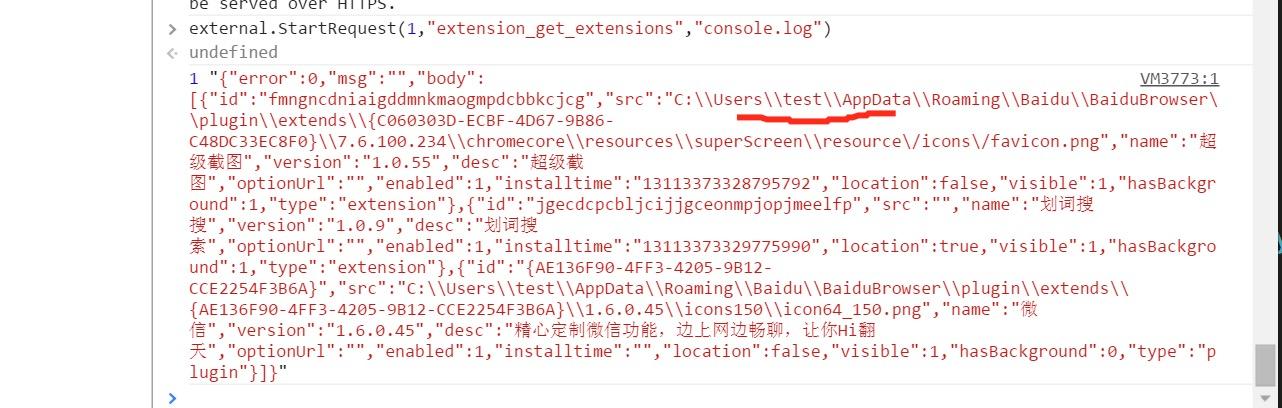 be served over HTTPS.
> external.StartRequest(1,"extension_get_extensions","console.log")
< undefined
1 "{"error":0,"msg":"","body": VM3773:1
[{"id":"fmngncdniaigddmnkmaogmpdcbbkcjcg","src":"C:\\Users\\test\\AppData\\Roaming\\Baidu\\BaiduBrowser\
\plugin\\extends\\{C060303D-ECBF-4D67-9B86-
C48DC33EC8F0}\\7.6.100.234\\chromecore\\resources\\superScreen\\resource\/icons\/favicon.png","name":"超
级截图","version":"1.0.55","desc":"超级截
图","optionUrl":"","enabled":1,"installtime":"13113373328795792","location":false,"visible":1,"hasBackgr
ound":1,"type":"extension"},{"id":"jgecdcpcbljcijjgceonmpjopjmeelfp","src":"","name":"划词搜
搜","version":"1.0.9","desc":"划词搜
索","optionUrl":"","enabled":1,"installtime":"13113373329775990","location":true,"visible":1,"hasBackgro
und":1,"type":"extension"},{"id":"{AE136F90-4FF3-4205-9B12-
CCE2254F3B6A}","src":"C:\\Users\\test\\AppData\\Roaming\\Baidu\\BaiduBrowser\\plugin\\extends\\
{AE136F90-4FF3-4205-9B12-CCE2254F3B6A}\\1.6.0.45\\icons150\\icon64_150.png","name":"微
信","version":"1.6.0.45","desc":"精心定制微信功能，边上网边畅聊，让你Hi翻
天","optionUrl":"","enabled":1,"installtime":"","location":false,"visible":1,"hasBackground":0,"type":"p
lugin"}]}"
>